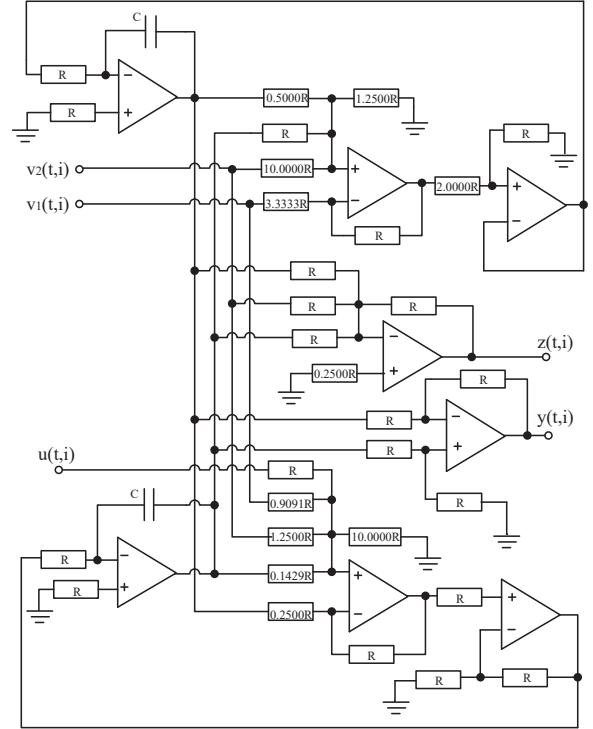 C
R
R
0.5000R
1.2500R
R
R
v2(t,i)
10.0000R
2.0000R
v1(t,i)
3.3333R
R
R
R
R
z(t,i)
R
0.2500R
R
R
y(t,i)
R
u(t,i)
R
C
0.9091R
R
1.2500R
10.0000R
R
0.1429R
R
R
0.2500R
R
R
R